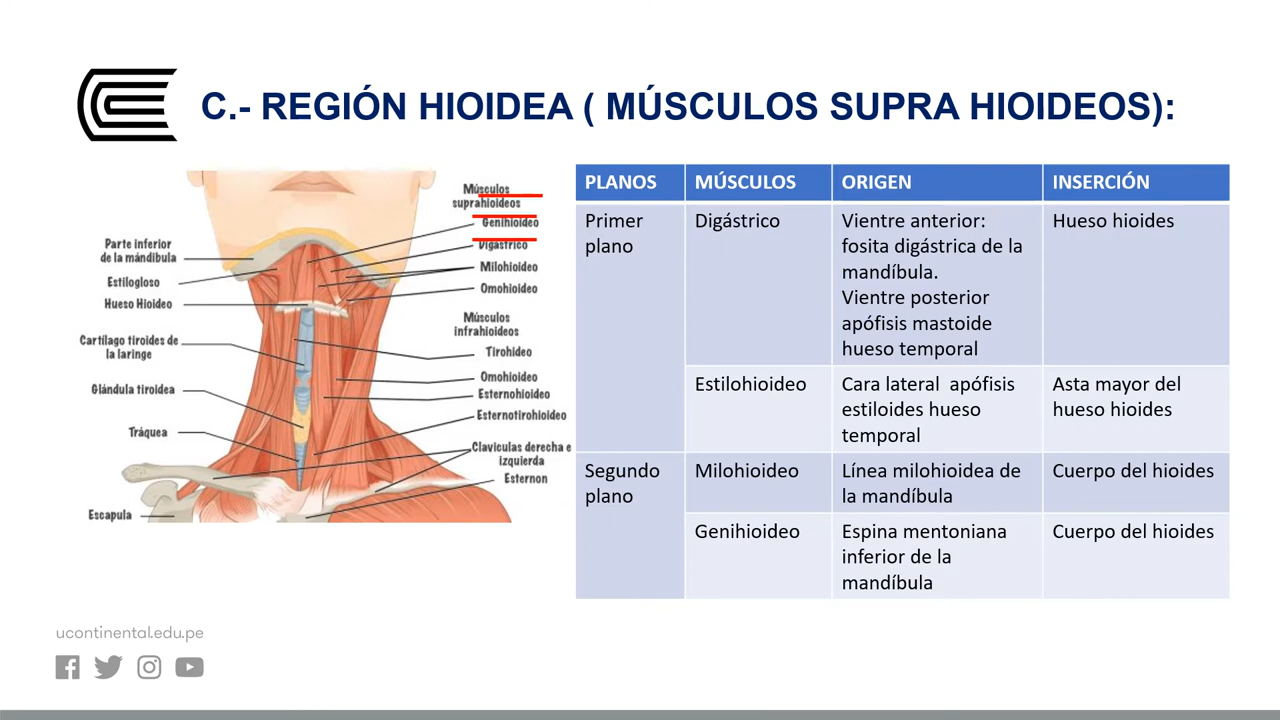 C.- REGIÓN HIOIDEA ( MÚSCULOS SUPRA HIOIDEOS):
Músculos
suprahioideos
Genihioideo
Digástrico
Milohioideo
Omohioideo
Músculos
infrahioideos
Tirohideo
Omohioideo
Esternohioideo
Esternotirohioideo
Claviculas derecha e
izquierda
Esternon
Parte inferior
de la mándibula
Estilogloso
Hueso Hioideo
Cartílago tiroides de
la laringe
Glándula tiroidea
Tráquea
Escapula
PLANOS MÚSCULOS ORIGEN INSERCIÓN
Primer
plano
Digástrico
Vientre anterior:
fosita digástrica de la
mandíbula.
Vientre posterior
apófisis mastoide
hueso temporal
Hueso hioides
Estilohioideo
Cara lateral apófisis
estiloides hueso
temporal
Asta mayor del
hueso hioides
Segundo
plano
Milohioideo
Línea milohioidea de
la mandíbula
Cuerpo del hioides
Genihioideo
Espina mentoniana
inferior de la
mandíbula
Cuerpo del hioides
ucontinental.edu.pe